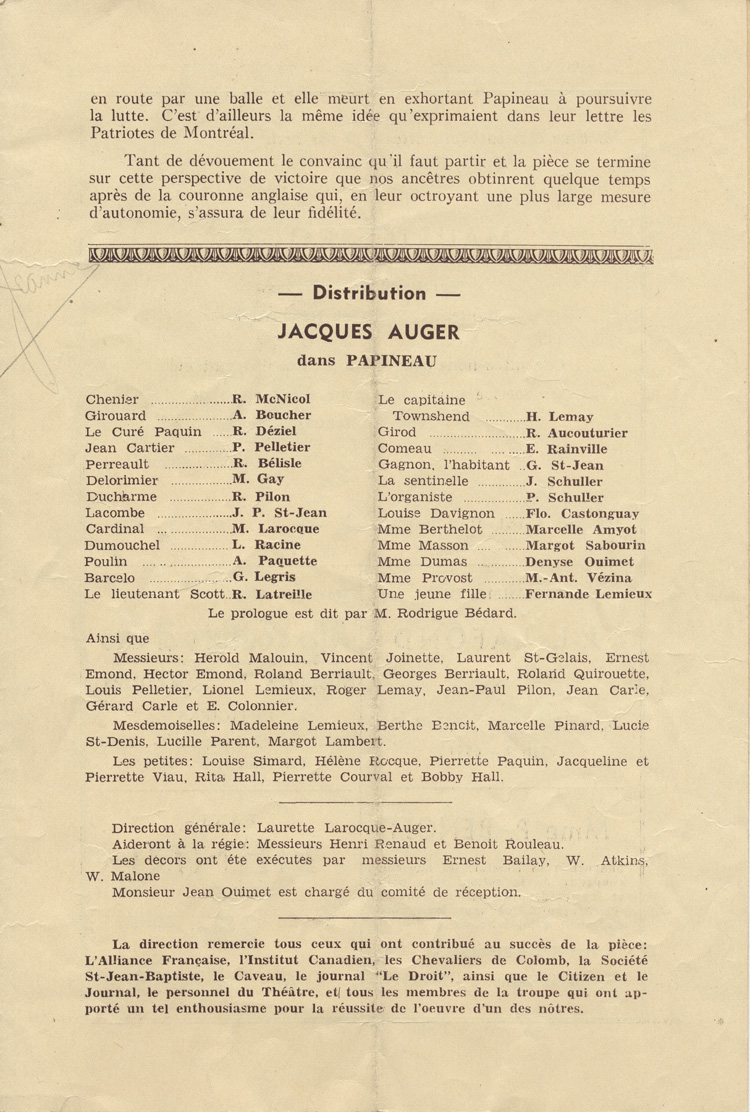 en route par une balle et elle meurt en exhortant Papineau à poursuivre
la lutte. C'est d'ailleurs la même idée qu'exprimaient dans leur lettre les
Patriotes de Montréal.
Tant de dévouement le convainc qu'il faut partir et la pièce se termine
sur cette perspective de victoire que nos ancêtres obtinrent quelque temps
après de la couronne anglaise qui, en leur octroyant une plus large mesure
d'autonomie, s'assura de leur fidélité.
Jeanne
— Distribution —
JACQUES AUGER
dans PAPINEAU
Chenier ........................R. McNicol
Girouard ......................A. Boucher
Le Curé Paquin .....R. Déziel
Jean Cartier ..............P. Pelletier
Perreault ....................R. Bélisle
Delorimier ..................M. Gay
Ducharme ..................R. Pilon
Lacombe .....................J. P. St-Jean
Cardinal ......................M. Larocque
Dumouchel .................L. Racine
Poulin ........................A. Paquette
Barcelo ......................G. Legris
Le lieutenant Scott..R. Latreille
Le capitaine
Townshend ............H. Lemay
Girod ............................R. Aucouturier
Comeau .......... . .....E. Rainville
Gagnon, l'habitant ..G. St-Jean
La sentinelle ..............J. Schuller
L'organiste .................P. Schuller
Louise Davignon .....Flo. Castonguay
Mme Berthelot .........Marcelle Amyot
Mme Masson .... ......Margot Sabourin
Mme Dumas .............Denyse Ouimet
Mme Provost ............M.-Ant. Vézina
Une jeune fille ........Fernande Lemieux
Le prologue est dit par M. Rodrigue Bédard.
Ainsi que
Messieurs: Herold Malouin, Vincent Joinette, Laurent St-Gelais, Ernest
Emond, Hector Emond, Roland Berriault, Georges Berriault, Roland Quirouette,
Louis Pelletier, Lionel Lemieux, Roger Lemay, Jean-Paul Pilon, Jean Carle,
Gérard Carle et E. Colonnier.
Mesdemoiselles: Madeleine Lemieux, Berthe Benoit, Marcelle Pinard, Lucie
St-Denis, Lucille Parent, Margot Lambert.
Les petites: Louise Simard, Hélène Rocque, Pierrette Paquin, Jacqueline et
Pierrette Viau, Rita Hall, Pierrette Courval et Bobby Hall.
Direction générale: Laurette Larocque-Auger.
Aideront à la régie: Messieurs Henri Renaud et Benoit Rouleau.
Les décors ont éte exécutes par messieurs Ernest Bailay, W. Atkins,
W. Malone
Monsieur Jean Ouimet est chargé du comité de réception.
La direction remercie tous ceux qui ont contribué au succès de la pièce:
L'Alliance Française, l'Institut Canadien, les Chevaliers de Colomb, la Société
St-Jean-Baptiste, le Caveau, le journal "Le Droit", ainsi que le Citizen et le
Journal, le personnel du Théâtre, et tous les membres de la troupe qui ont ap-
porté un tel enthousiasme pour la réussite de l'oeuvre d'un des nôtres.